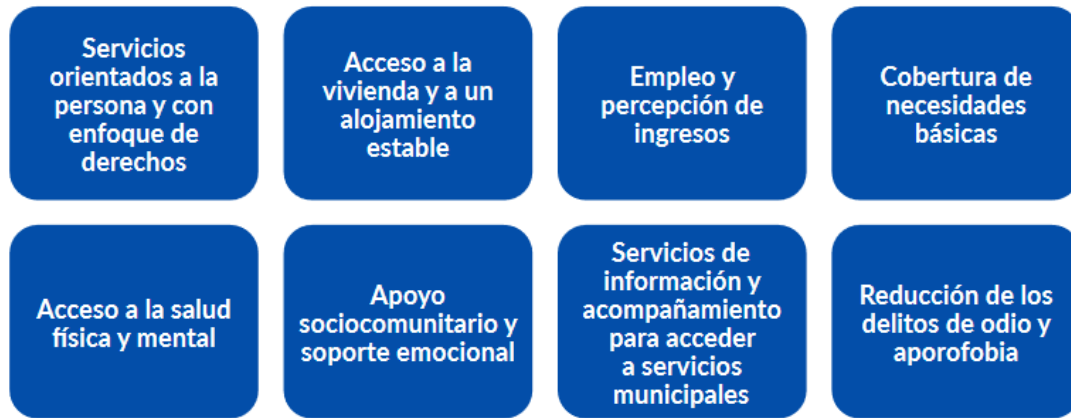 Servicios
orientados a la
persona y con
enfoque de
derechos
Acceso a la
vivienda y a un
alojamiento
estable
Empleo y
percepción de
ingresos
Cobertura de
necesidades
básicas
Acceso a la salud
física y mental
Apoyo
sociocomunitario y
soporte emocional
Servicios de
información y
acompañamiento
para acceder
a servicios
municipales
Reducción de los
delitos de odio y
aporofobia